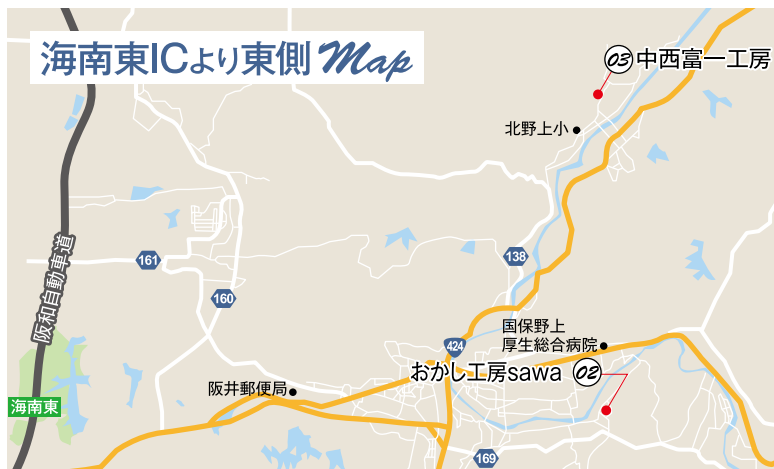 海南東ICより東側 Map
03 中西富一工房
北野上小
138
161
160
阪和自動車道
国保野上
厚生総合病院
424
おかし工房sawa 02
阪井郵便局
海南東
169